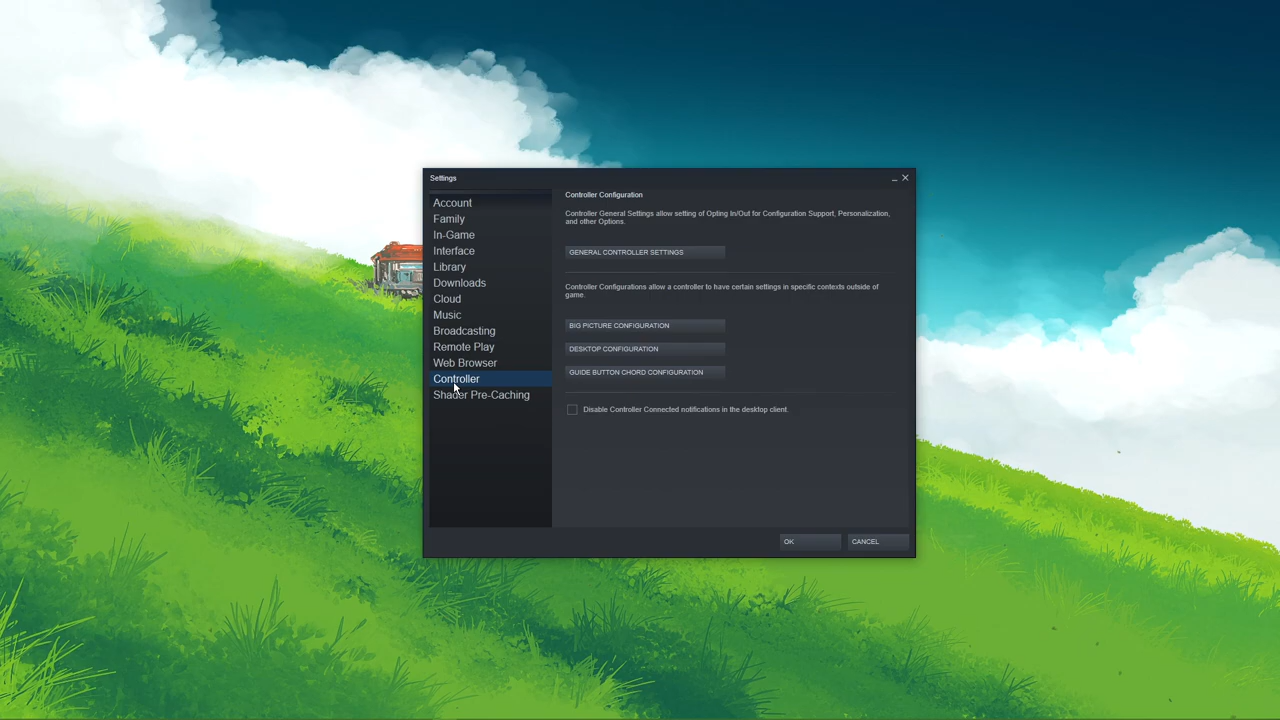 Settings
Account
Family
In-Game
Interface
Library
Downloads
Cloud
Music
Broadcasting
Remote Play
Web Browser
Controller
Shader Pre-Caching
Controller Configuration
Controller General Settings allow setting of Opting In/Out for Configuration Support, Personalization,
and other Options.
GENERAL CONTROLLER SETTINGS
Controller Configurations allow a controller to have certain settings in specific contexts outside of
game.
BIG PICTURE CONFIGURATION
DESKTOP CONFIGURATION
GUIDE BUTTON CHORD CONFIGURATION
Disable Controller Connected notifications in the desktop client.
OK
CANCEL